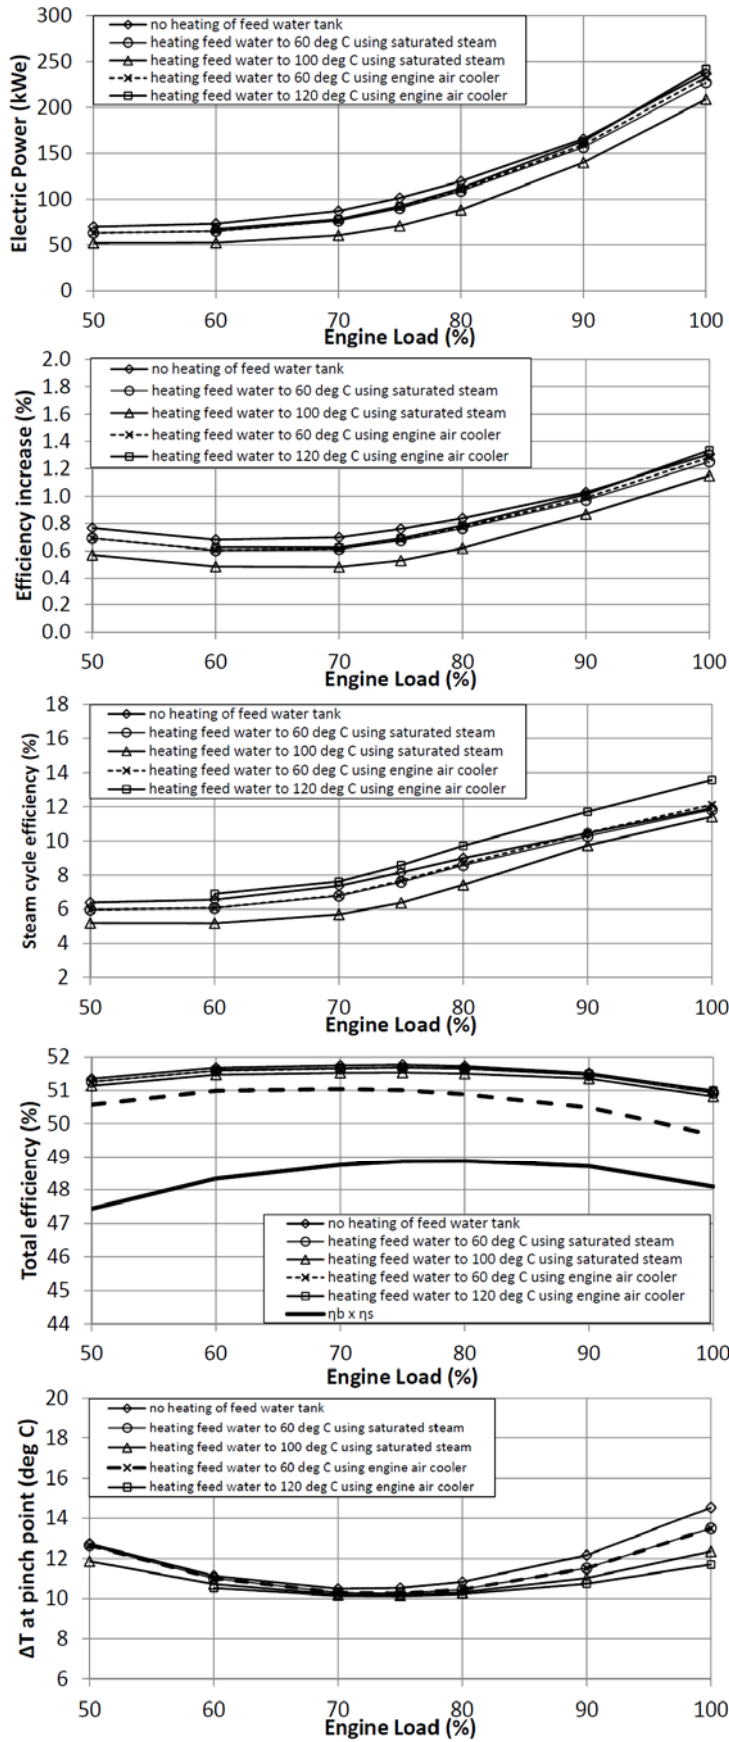 Electric Power (kWe)
300
250
200
150
100
50
0
no heating of feed water tank
heating feed water to 60 deg C using saturated steam
heating feed water to 100 deg C using saturated steam
heating feed water to 60 deg C using engine air cooler
heating feed water to 120 deg C using engine air cooler
50 60 70 80 90 100
Engine Load (%)
Efficiency increase (%)
2.0
1.8
1.6
1.4
1.2
1.0
0.8
0.6
0.4
0.2
0.0
no heating of feed water tank
heating feed water to 60 deg C using saturated steam
heating feed water to 100 deg C using saturated steam
heating feed water to 60 deg C using engine air cooler
heating feed water to 120 deg C using engine air cooler
50 60 70 80 90 100
Engine Load (%)
Steam cycle efficiency (%)
18
16
14
12
10
8
6
4
2
no heating of feed water tank
heating feed water to 60 deg C using saturated steam
heating feed water to 100 deg C using saturated steam
heating feed water to 60 deg C using engine air cooler
heating feed water to 120 deg C using engine air cooler
50 60 70 80 90 100
Engine Load (%)
Total efficiency (%)
52
51
50
49
48
47
46
45
44
no heating of feed water tank
heating feed water to 60 deg C using saturated steam
heating feed water to 100 deg C using saturated steam
heating feed water to 60 deg C using engine air cooler
heating feed water to 120 deg C using engine air cooler
ηb x ηs
50 60 70 80 90 100
Engine Load (%)
ΔT at pinch point (deg C)
20
18
16
14
12
10
8
6
no heating of feed water tank
heating feed water to 60 deg C using saturated steam
heating feed water to 100 deg C using saturated steam
heating feed water to 60 deg C using engine air cooler
heating feed water to 120 deg C using engine air cooler
50 60 70 80 90 100
Engine Load (%)